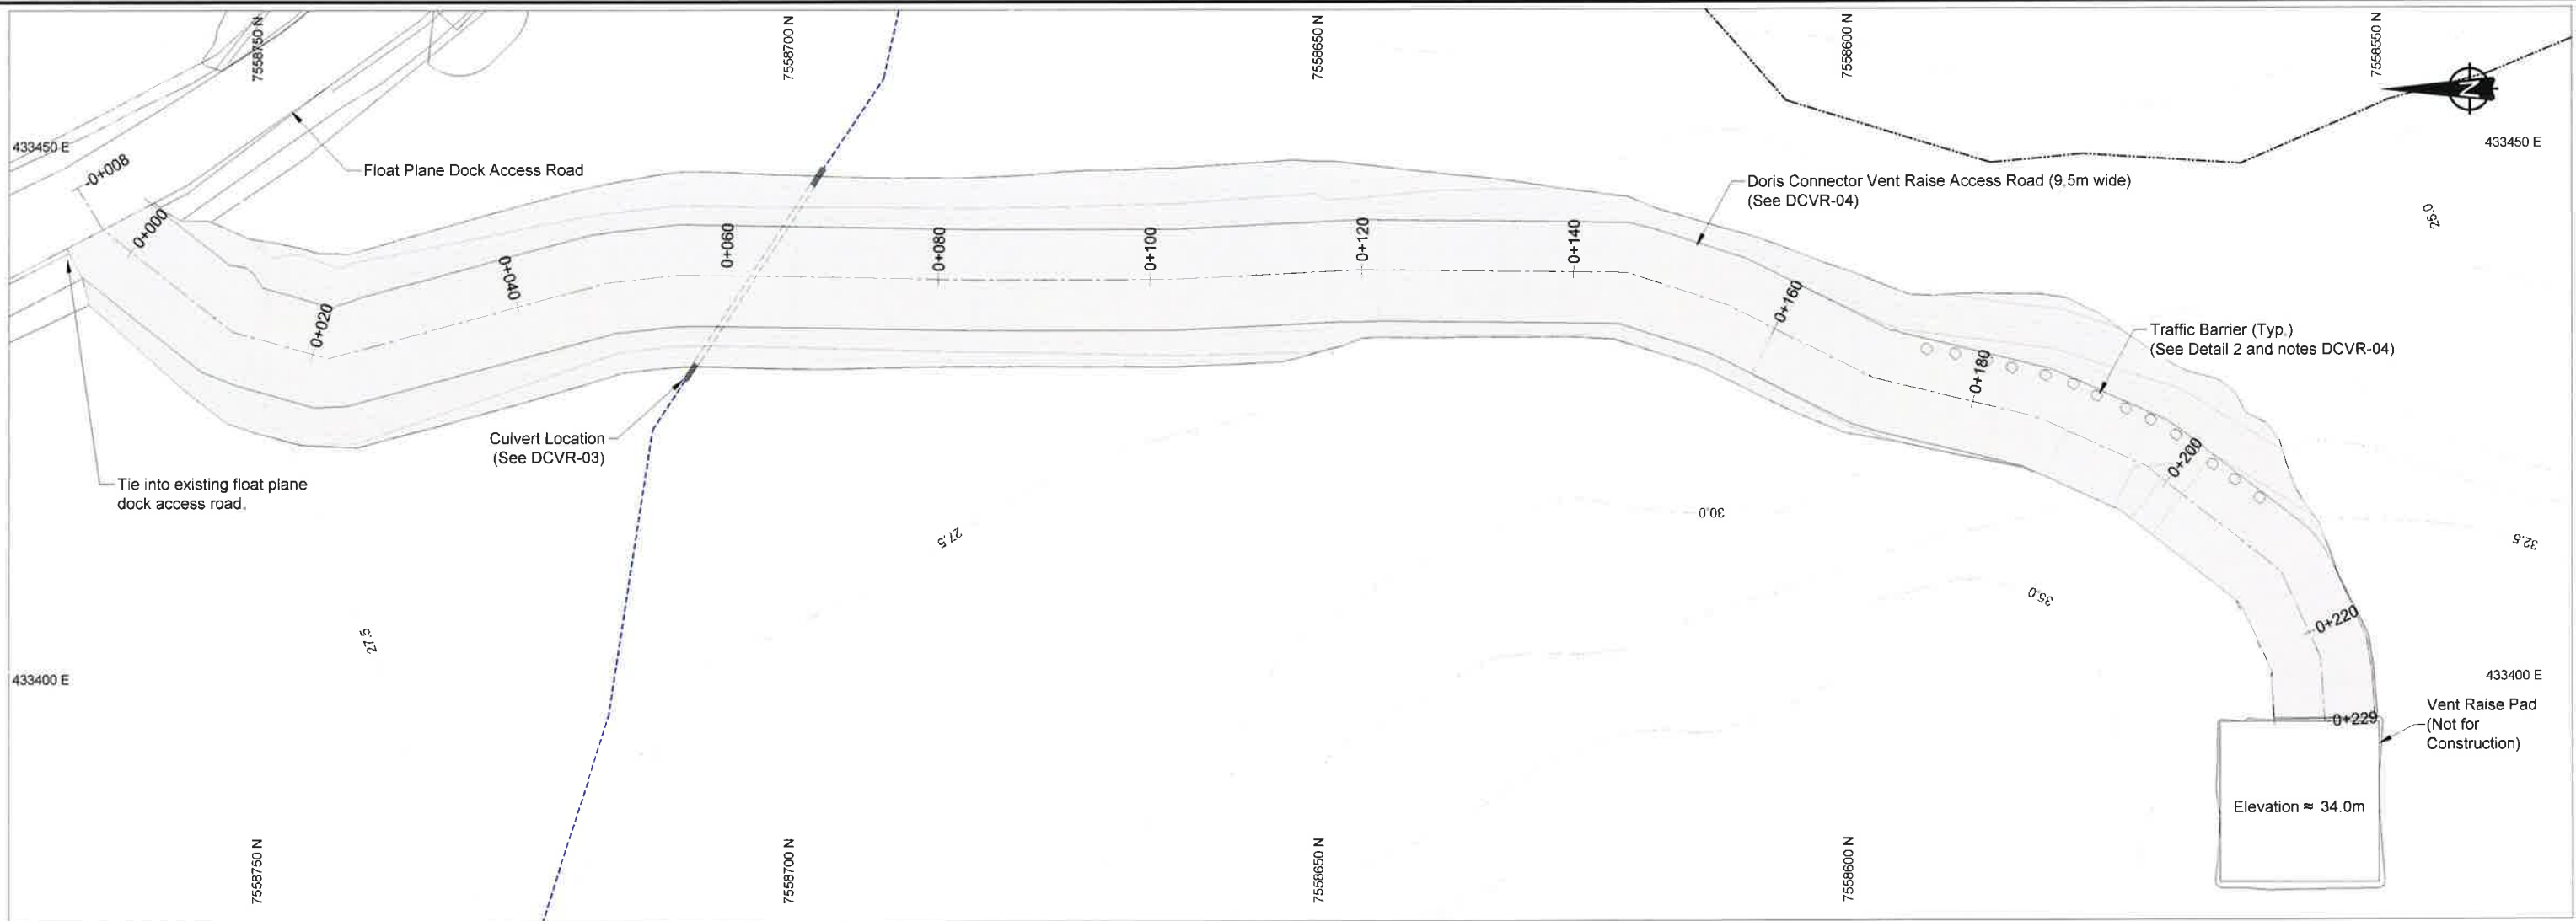 7558750 N
7558700 N
7558650 N
7558600 N
7558550 N
N
433450 E
433450 E
-0+008
Float Plane Dock Access Road
Doris Connector Vent Raise Access Road (9.5m wide)
(See DCVR-04)
25.0
0+000
0+020
0+040
0+060
0+080
0+100
0+120
0+140
0+160
0+180
0+200
0+220
0+229
Traffic Barrier (Typ.)
(See Detail 2 and notes DCVR-04)
Culvert Location
(See DCVR-03)
Tie into existing float plane
dock access road.
27.5
30.0
32.5
35.0
27.5
433400 E
433400 E
Vent Raise Pad
(Not for
Construction)
Elevation ≈ 34.0m
7558750 N
7558700 N
7558650 N
7558600 N